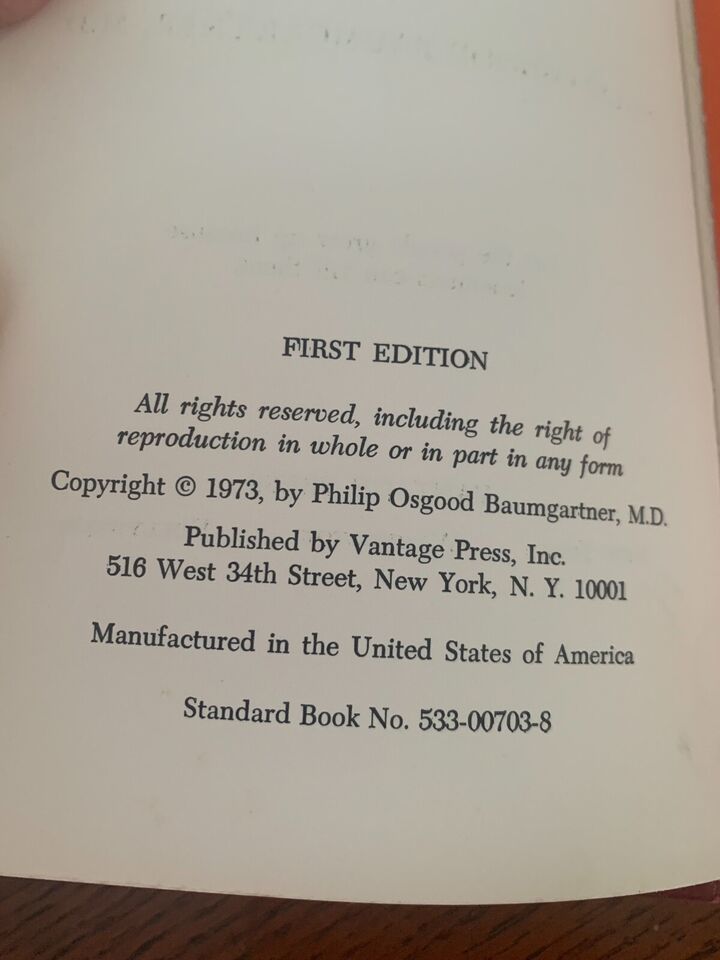 FIRST EDITION
All rights reserved, including the right of
reproduction in whole or in part in any form
Copyright © 1973, by Philip Osgood Baumgartner, M.D.
Published by Vantage Press, Inc.
516 West 34th Street, New York, N. Y. 10001
Manufactured in the United States of America
Standard Book No. 533-00703-8